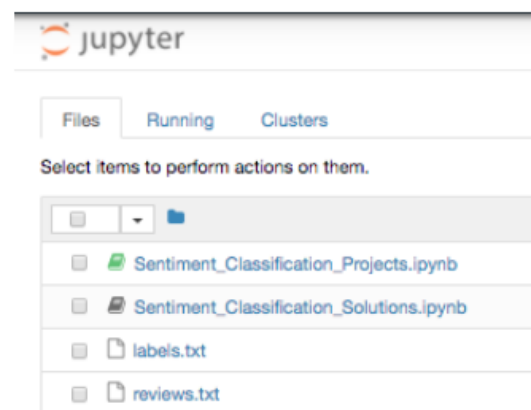 jupyter
Files Running Clusters
Select items to perform actions on them.
Sentiment_Classification_Projects.ipynb
Sentiment_Classification_Solutions.ipynb
labels.txt
reviews.txt